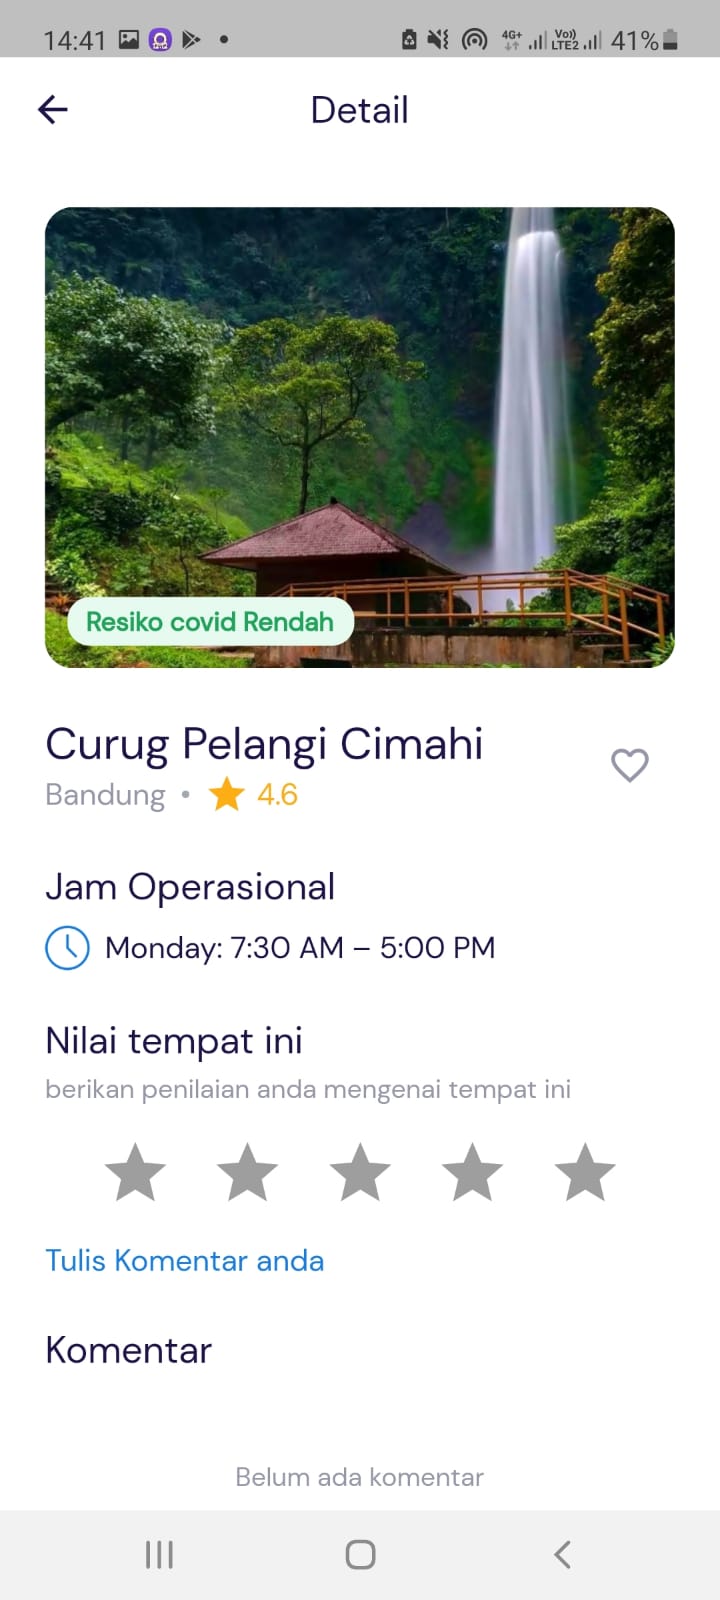 14:41
4G+ Vo)) LTE2 41%
Detail
Resiko covid Rendah
Curug Pelangi Cimahi
Bandung • 4.6
Jam Operasional
Monday: 7:30 AM – 5:00 PM
Nilai tempat ini
berikan penilaian anda mengenai tempat ini
Tulis Komentar anda
Komentar
Belum ada komentar